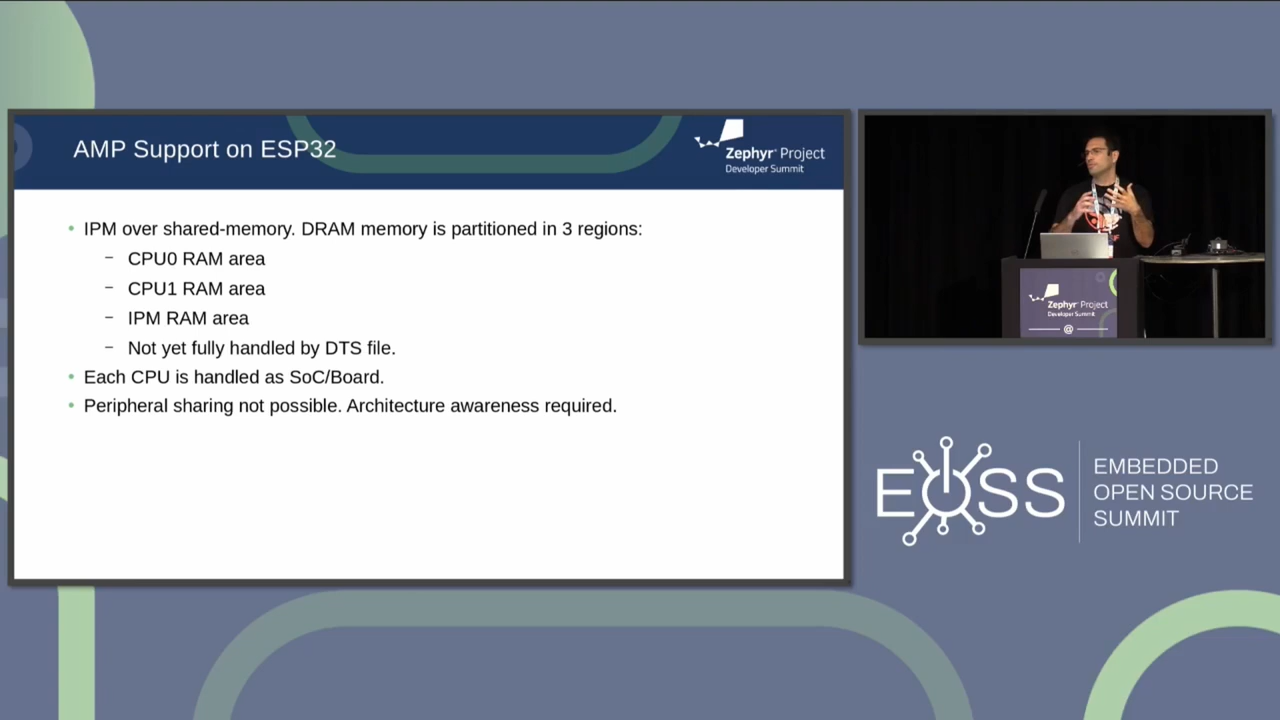 AMP Support on ESP32
Zephyr Project
Developer Summit
• IPM over shared-memory. DRAM memory is partitioned in 3 regions:
– CPU0 RAM area
– CPU1 RAM area
– IPM RAM area
– Not yet fully handled by DTS file.
• Each CPU is handled as SoC/Board.
• Peripheral sharing not possible. Architecture awareness required.
Zephyr Project
Developer Summit
@
EOSS
EMBEDDED
OPEN SOURCE
SUMMIT